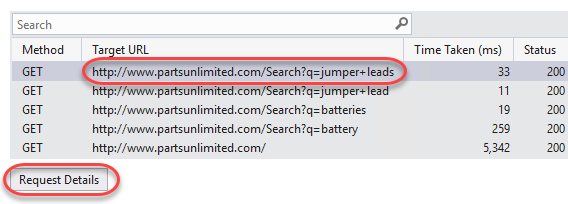 Search
Method Target URL Time Taken (ms) Status
GET http://www.partsunlimited.com/Search?q=jumper+leads 33 200
GET http://www.partsunlimited.com/Search?q=jumper+lead 11 200
GET http://www.partsunlimited.com/Search?q=batteries 19 200
GET http://www.partsunlimited.com/Search?q=battery 259 200
GET http://www.partsunlimited.com/ 5,342 200
Request Details